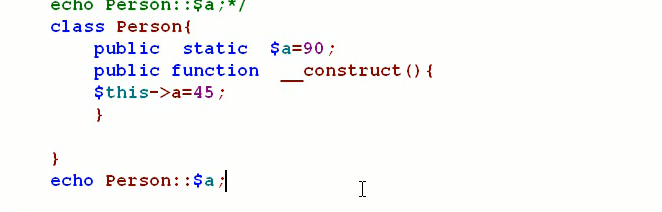 echo Person::$a;*/
class Person{
public static $a=90;
public function __construct(){
$this->a=45;
}
}
echo Person::$a;